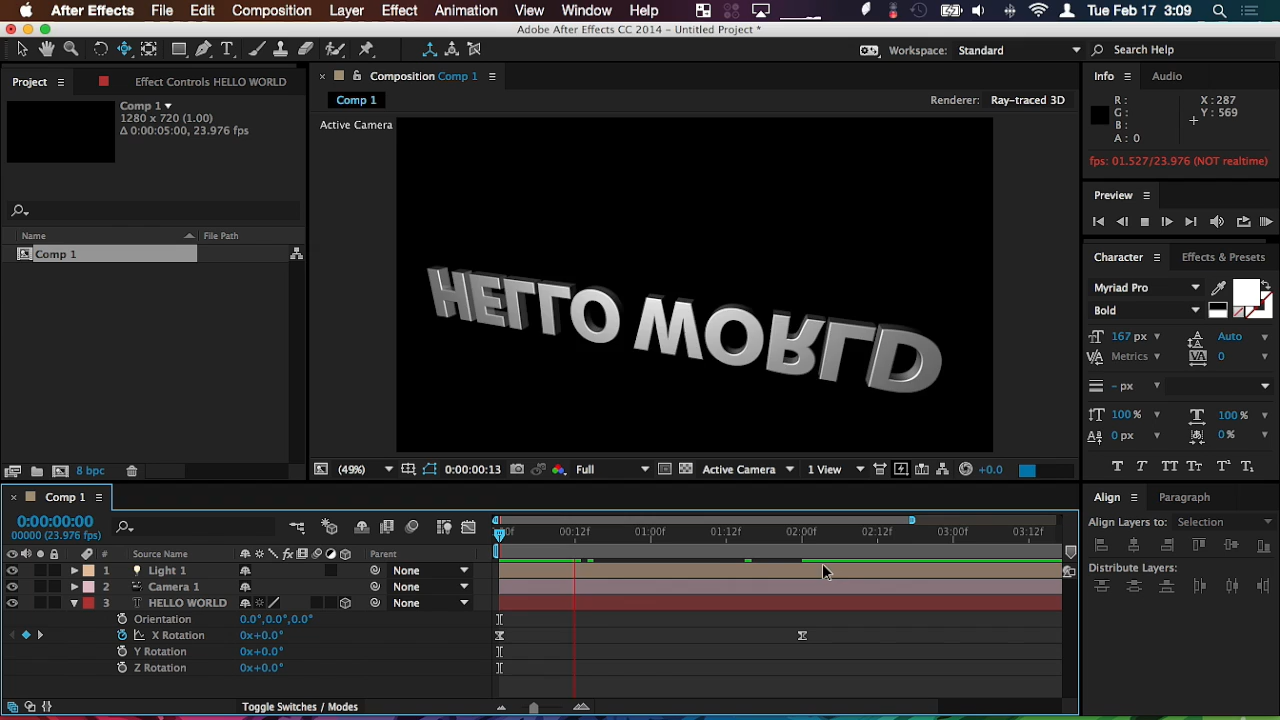 After Effects File Edit Composition Layer Effect Animation View Window Help Tue Feb 17 3:09
Adobe After Effects CC 2014 - Untitled Project *
Workspace: Standard Search Help
Project Effect Controls HELLO WORLD
Composition Comp 1
Info Audio
Comp 1
1280 x 720 (1.00)
Δ 0:00:05:00, 23.976 fps
Comp 1
Renderer: Ray-traced 3D
Active Camera
R: X: 287
G: Y: 569
B:
A: 0
fps: 01.527/23.976 (NOT realtime)
Preview
Name File Path
Comp 1
HELLO WORLD
Character Effects & Presets
Myriad Pro
Bold
167 px Auto
Metrics 0
- px
100% 100%
0 px 0%
T T TT Tt T¹ T₁
8 bpc
(49%) 0:00:00:13 Full Active Camera 1 View +0.0
Comp 1
Align Paragraph
0:00:00:00
00000 (23.976 fps)
00:12f 01:00f 01:12f 02:00f 02:12f 03:00f 03:12f
Align Layers to: Selection
# Source Name Parent
1 Light 1 None
2 Camera 1 None
3 HELLO WORLD None
Distribute Layers:
Orientation 0.0°,0.0°,0.0°
X Rotation 0x+0.0°
Y Rotation 0x+0.0°
Z Rotation 0x+0.0°
Toggle Switches / Modes